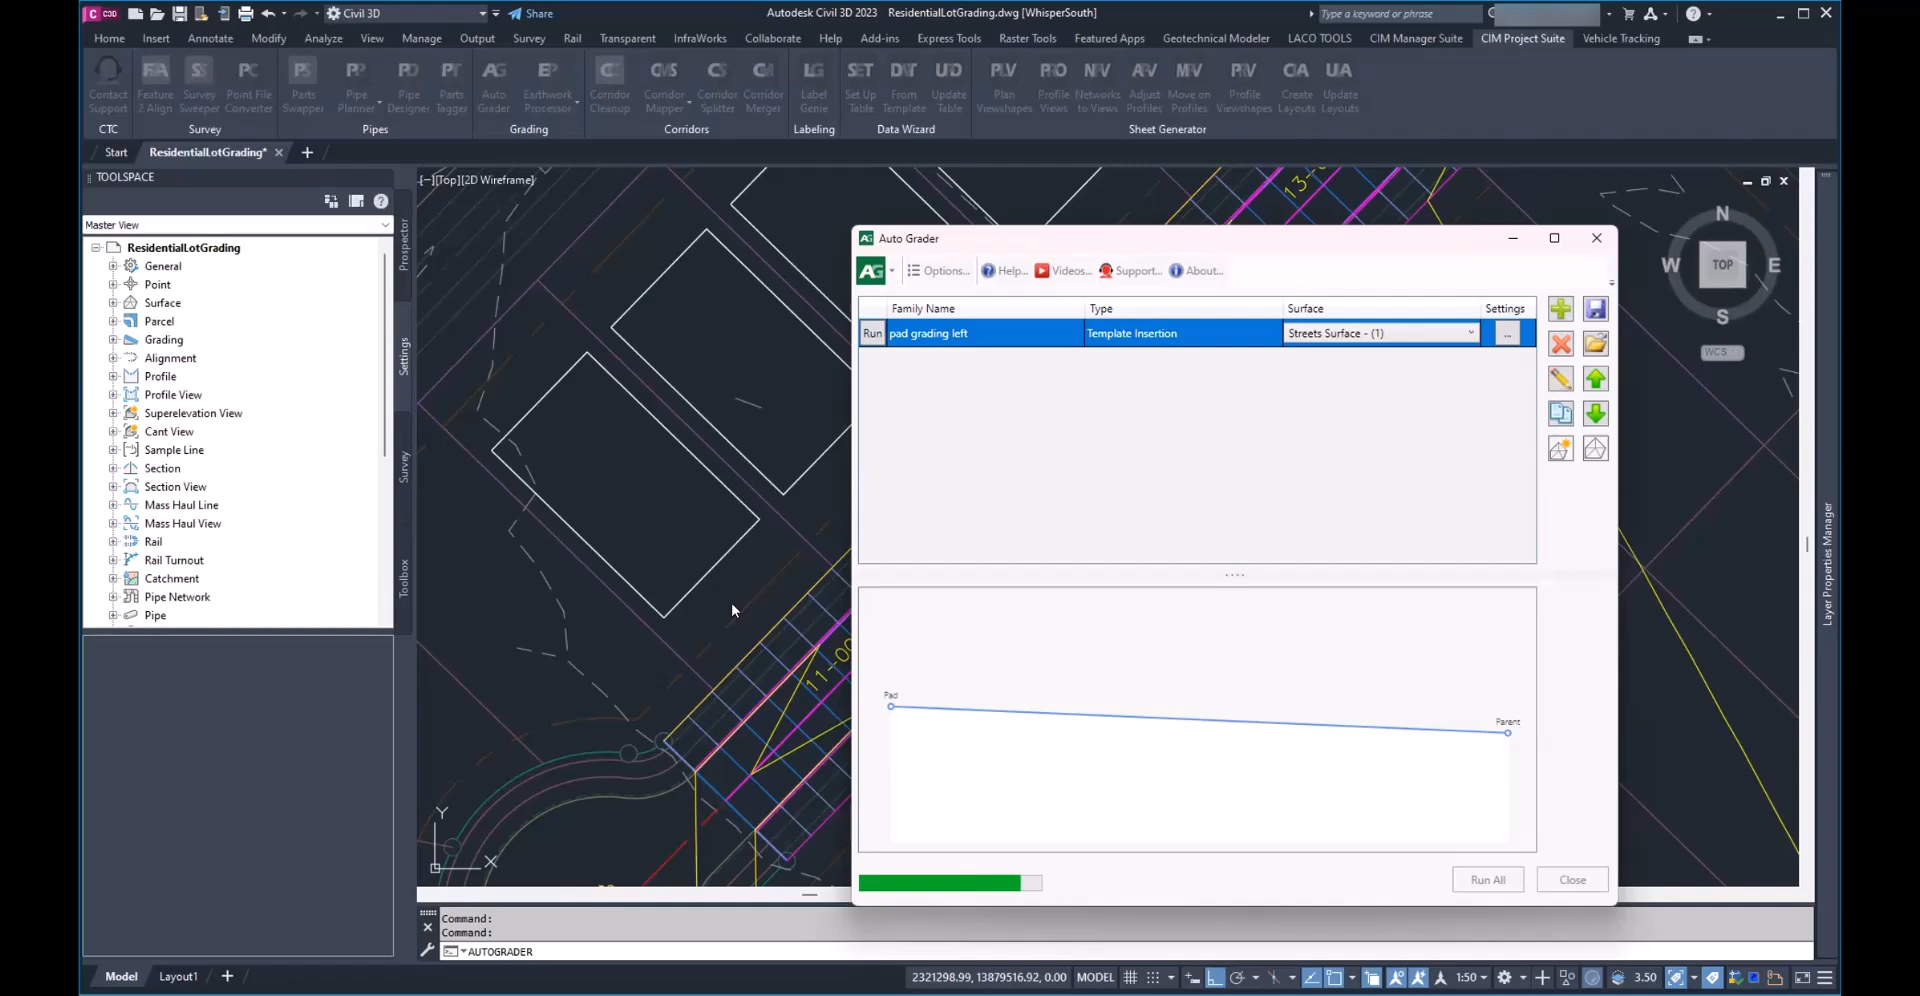 C3D Civil 3D Share Autodesk Civil 3D 2023 ResidentialLotGrading.dwg [WhisperSouth] Type a keyword or phrase
Home Insert Annotate Modify Analyze View Manage Output Survey Rail Transparent InfraWorks Collaborate Help Add-ins Express Tools Raster Tools Featured Apps Geotechnical Modeler LACO TOOLS CIM Manager Suite CIM Project Suite Vehicle Tracking
Contact Feature Survey Point File Parts Pipe Pipe Parts Auto Earthwork Corridor Corridor Corridor Corridor Label Set Up From Update Plan Profile Networks Adjust Move on Profile Create Update
Support 2 Align Sweeper Converter Swapper Planner Designer Tagger Grader Processor Cleanup Mapper Splitter Merger Genie Table Template Table Viewshapes Views to Views Profiles Profiles Viewshapes Layouts Layouts
CTC Survey Pipes Grading Corridors Labeling Data Wizard Sheet Generator
Start ResidentialLotGrading*
TOOLSPACE
Master View
ResidentialLotGrading
General
Point
Surface
Parcel
Grading
Alignment
Profile
Profile View
Superelevation View
Cant View
Sample Line
Section
Section View
Mass Haul Line
Mass Haul View
Rail
Rail Turnout
Catchment
Pipe Network
Pipe
Prospector
Settings
Survey
Toolbox
[−][Top][2D Wireframe]
13-
11-00
N
W TOP E
S
WCS
Auto Grader
AG Options... Help... Videos... Support... About...
Family Name Type Surface Settings
Run pad grading left Template Insertion Streets Surface - (1) ...
Pad
Parent
Run All Close
Layer Properties Manager
Y
X
Command:
Command:
AUTOGRADER
Model Layout1 2321298.99, 13879516.92, 0.00 MODEL 1:50 3.50